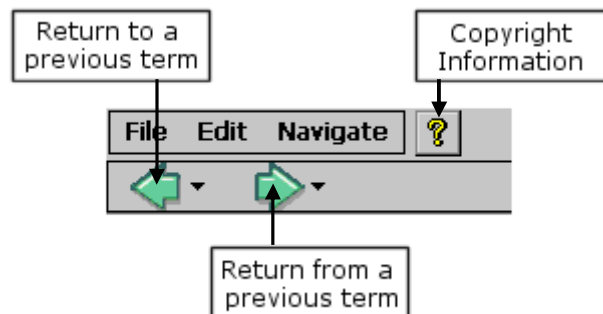 Return to a
previous term
Copyright
Information
File Edit Navigate ?
Return from a
previous term